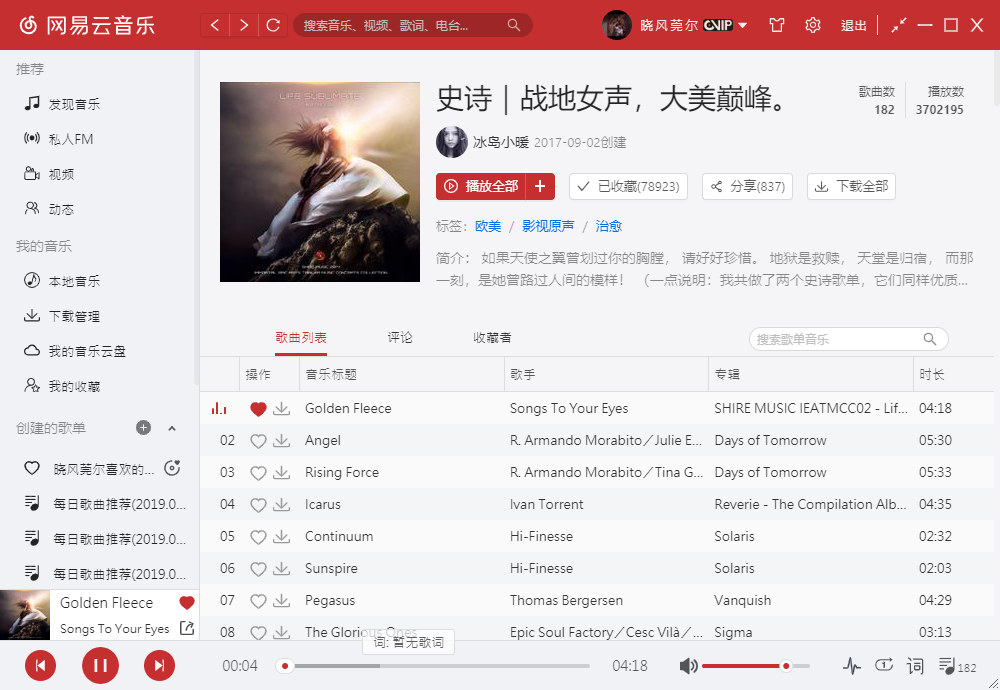 网易云音乐
搜索音乐、视频、歌词、电台...
晓风莞尔 CVIP
退出
推荐
发现音乐
私人FM
视频
动态
我的音乐
本地音乐
下载管理
我的音乐云盘
我的收藏
创建的歌单
晓风莞尔喜欢的...
每日歌曲推荐(2019.0...
每日歌曲推荐(2019.0...
每日歌曲推荐(2019.0...
Golden Fleece
Songs To Your Eyes
LIFE SUBLIMATE
史诗｜战地女声，大美巅峰。
歌曲数 播放数
182 3702195
冰岛小暖 2017-09-02创建
播放全部 + 已收藏(78923) 分享(837) 下载全部
标签：欧美 / 影视原声 / 治愈
简介： 如果天使之翼曾划过你的胸膛， 请好好珍惜。 地狱是救赎， 天堂是归宿， 而那
一刻，是她曾路过人间的模样！ （一点说明：我共做了两个史诗歌单，它们同样优质...
歌曲列表 评论 收藏者 搜索歌单音乐
操作 音乐标题 歌手 专辑 时长
Golden Fleece Songs To Your Eyes SHIRE MUSIC IEATMCC02 - Lif... 04:18
02 Angel R. Armando Morabito／Julie E... Days of Tomorrow 05:30
03 Rising Force R. Armando Morabito／Tina G... Days of Tomorrow 05:33
04 Icarus Ivan Torrent Reverie - The Compilation Alb... 04:35
05 Continuum Hi-Finesse Solaris 02:32
06 Sunspire Hi-Finesse Solaris 02:03
07 Pegasus Thomas Bergersen Vanquish 04:29
08 The Glorious Ones Epic Soul Factory／Cesc Vilà／... Sigma 03:13
词: 暂无歌词
00:04 04:18 词 182